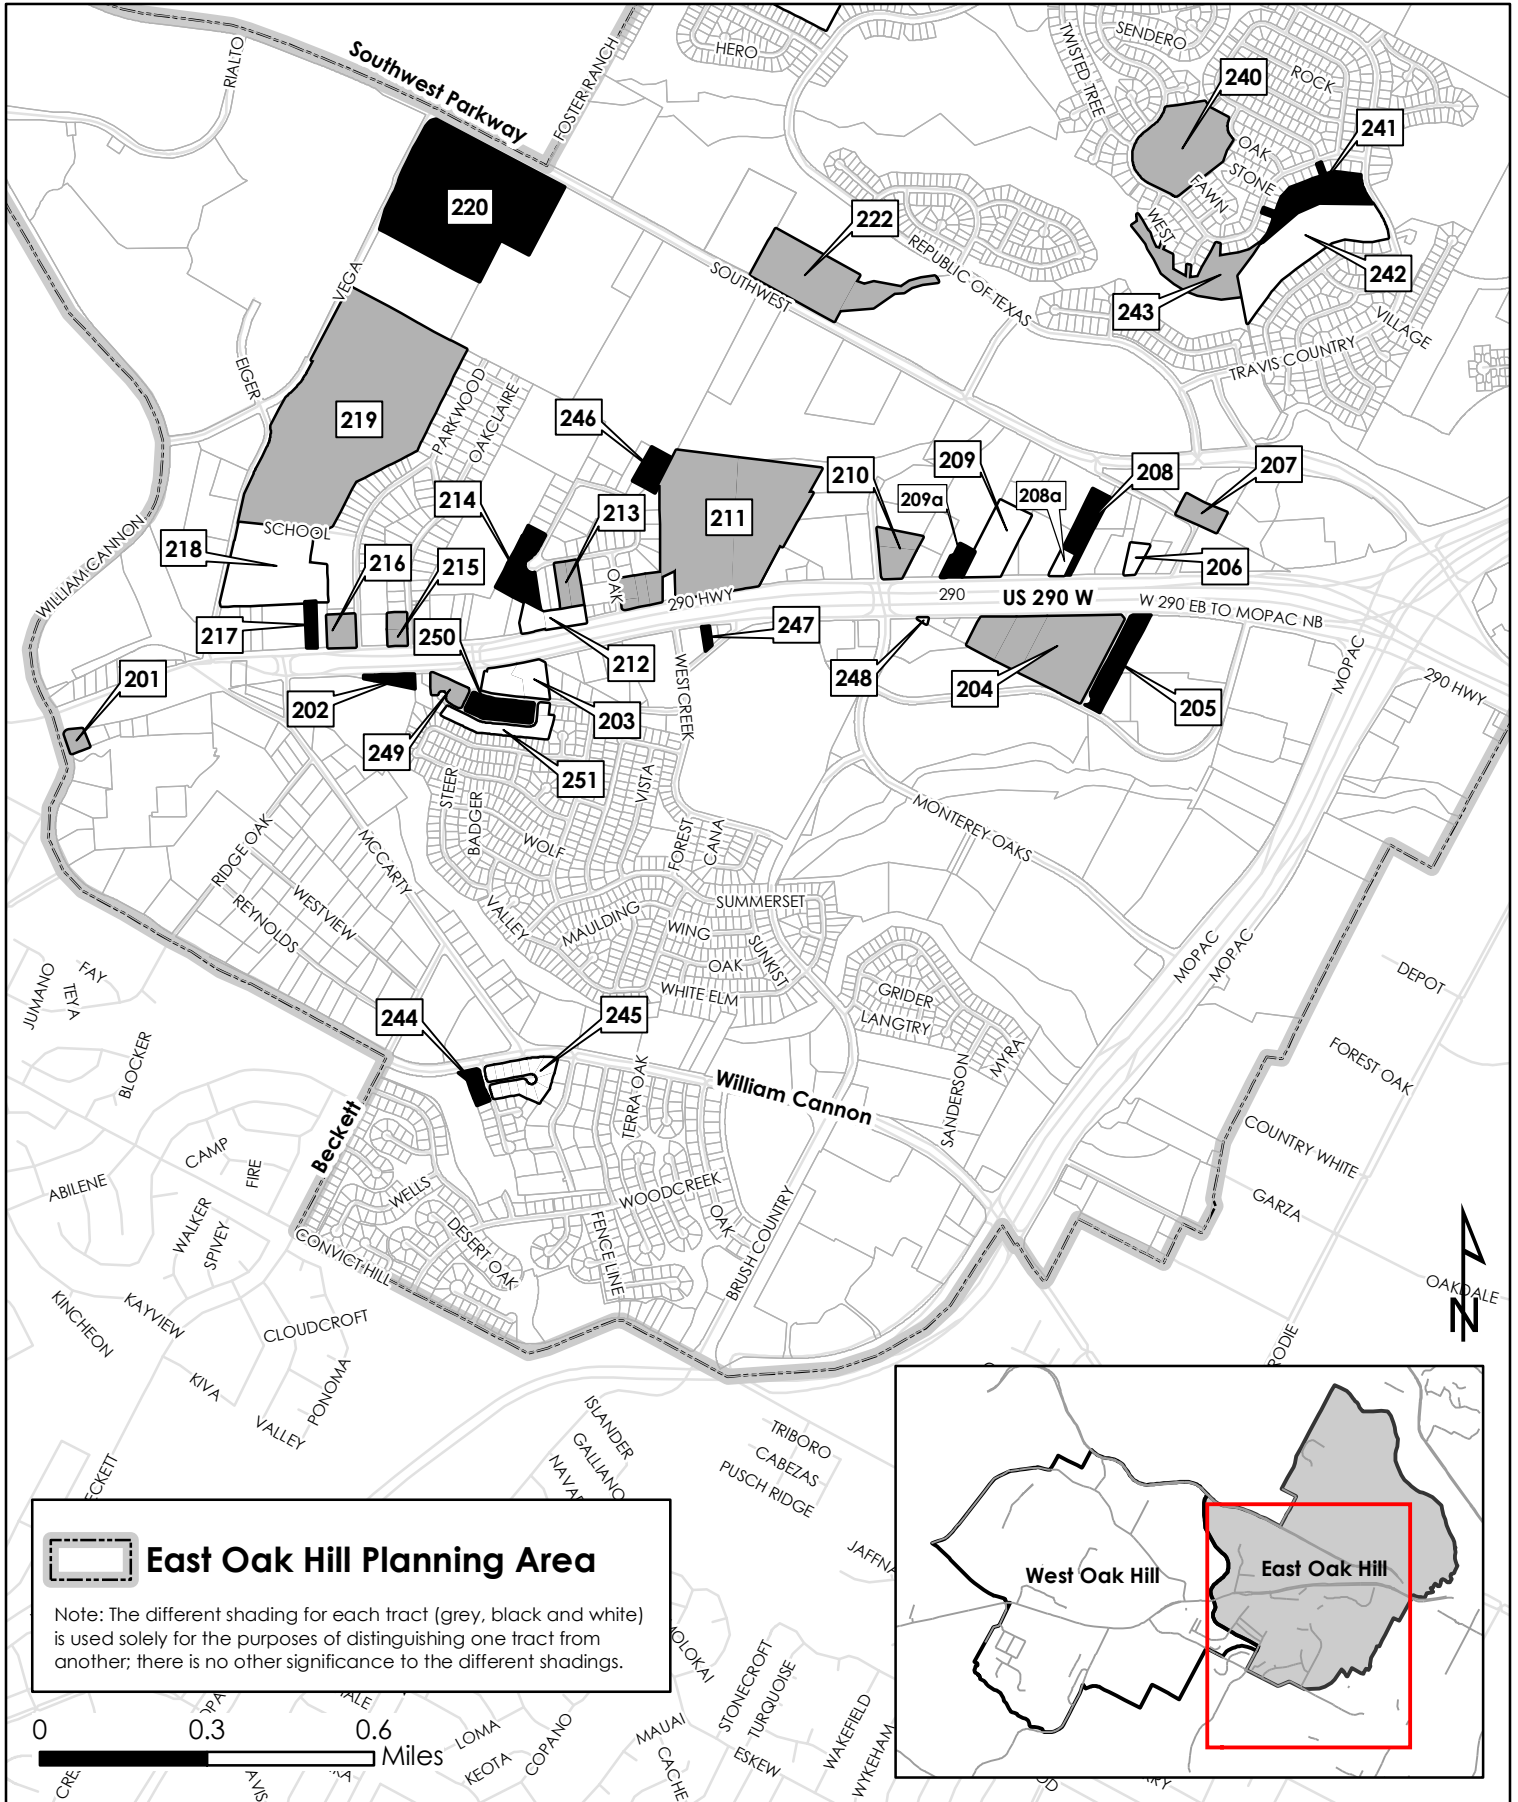 HERO
TWISTED TREE
SENDERO
ROCK
RIALTO
Southwest Parkway
FOSTER RANCH
240
241
OAK
STONE
FAWN
WEST
220
222
REPUBLIC OF TEXAS
SOUTHWEST
VEGA
243
242
VILLAGE
TRAVIS COUNTRY
EIGER
PARKWOOD
OAKCLAIRE
219
246
210
209
208
207
209a
208a
214
213
211
SCHOOL
218
216
215
OAK
290 HWY
290
US 290 W
206
W 290 EB TO MOPAC NB
WILLIAM CANNON
217
250
212
247
248
204
205
MOPAC
290 HWY
201
202
203
WESTCREEK
249
251
STEER
BADGER
VISTA
WOLF
FOREST
CANA
MONTEREY OAKS
RIDGE OAK
MCCARTY
WESTVIEW
REYNOLDS
VALLEY
MAULDING
SUMMERSET
WING
SUNKIST
OAK
WHITE ELM
GRIDER
LANGTRY
MYRA
SANDERSON
MOPAC
MOPAC
DEPOT
FOREST OAK
COUNTRY WHITE
GARZA
JUMANO
FAY
TEYA
BLOCKER
244
245
TERRA OAK
William Cannon
Beckett
CAMP
FIRE
ABILENE
WALKER
SPIVEY
WELLS
DESERT OAK
WOODCREEK
OAK
FENCE LINE
BRUSH COUNTRY
CONVICT HILL
KINCHEON
KAYVIEW
CLOUDCROFT
KIVA
PONOMA
VALLEY
OAKDALE
N
RODIE
ISLANDER
GALLIANO
TRIBORO
CABEZAS
PUSCH RIDGE
West Oak Hill
East Oak Hill
East Oak Hill Planning Area
Note: The different shading for each tract (grey, black and white)
is used solely for the purposes of distinguishing one tract from
another; there is no other significance to the different shadings.
STONECROFT
TURQUOISE
WAKEFIELD
WYKEHAM
MAUAI
CACHE
ESKEW
LOMA
KEOTA
COPANO
0 0.3 0.6
Miles